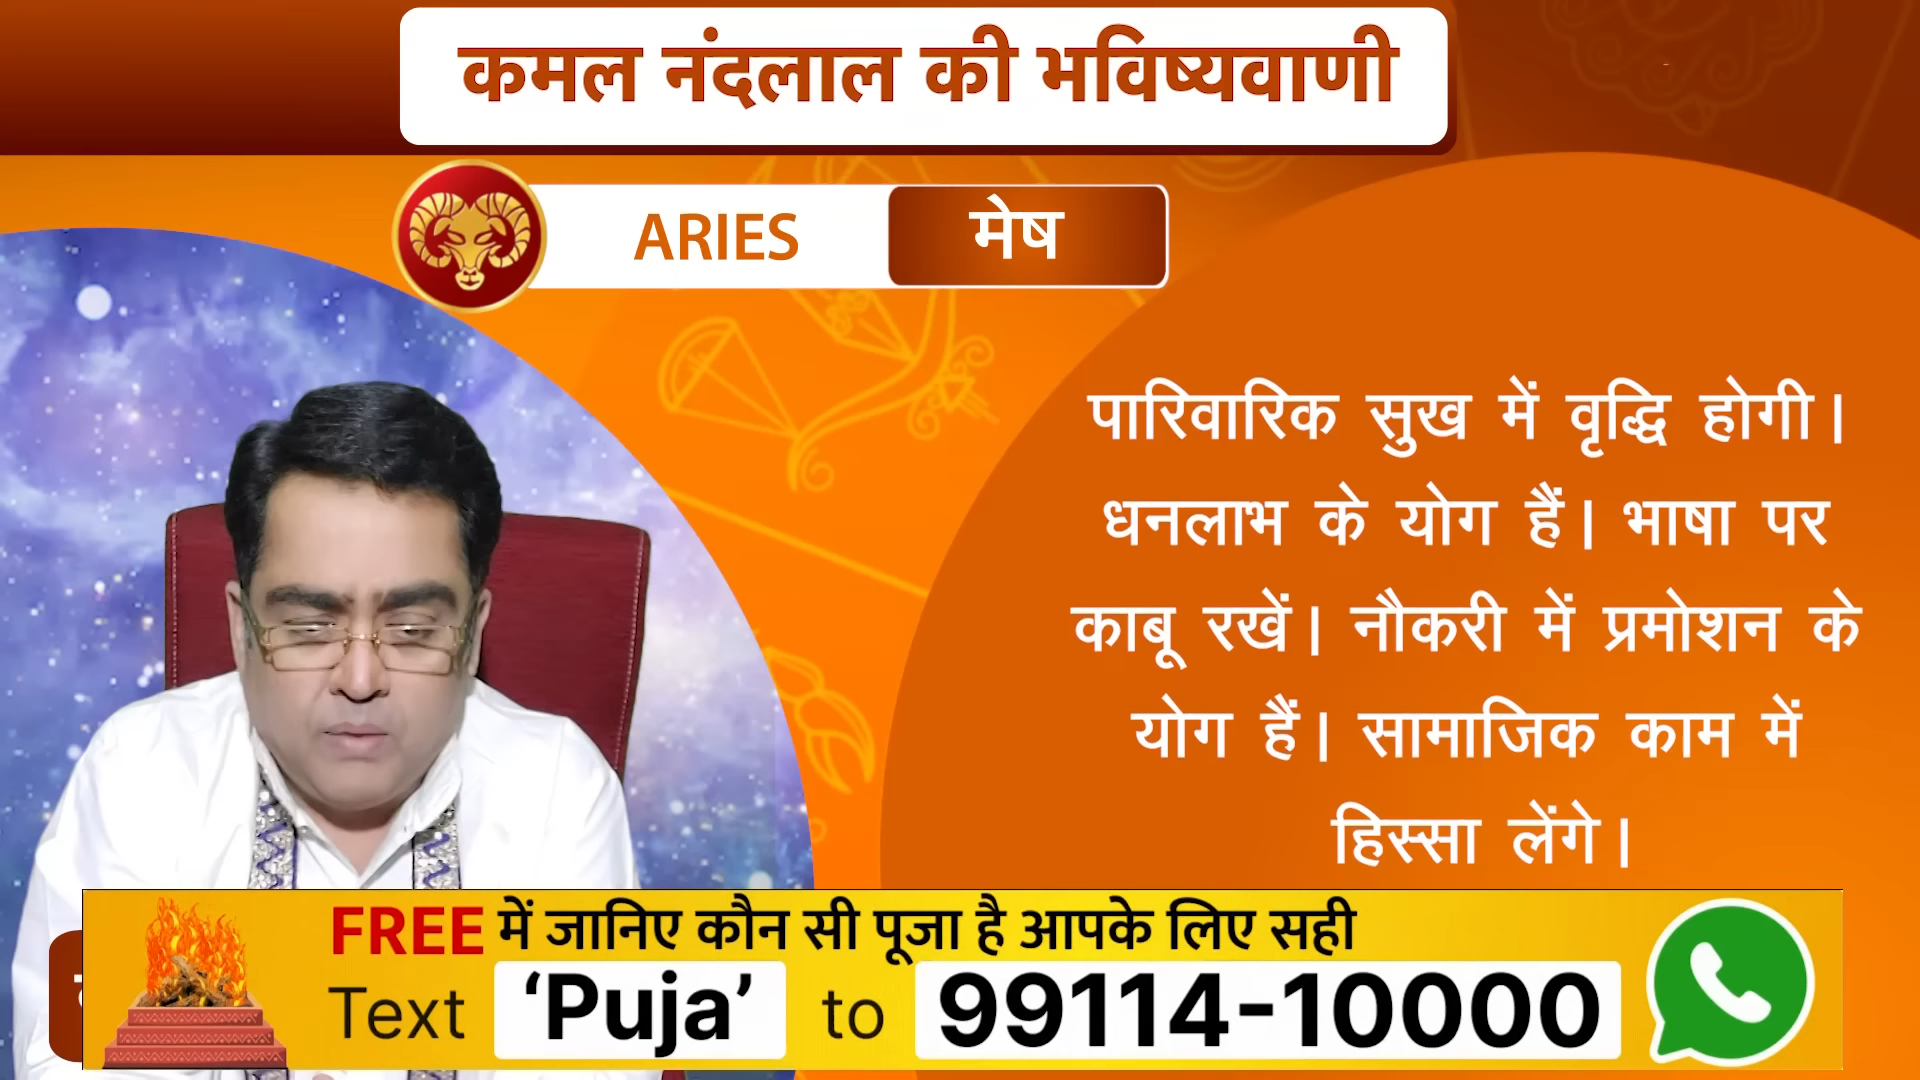 कमल नंदलाल की भविष्यवाणी
ARIES मेष
पारिवारिक सुख में वृद्धि होगी।
धनलाभ के योग हैं। भाषा पर
काबू रखें। नौकरी में प्रमोशन के
योग हैं। सामाजिक काम में
हिस्सा लेंगे।
FREE में जानिए कौन सी पूजा है आपके लिए सही
Text ‘Puja’ to 99114-10000